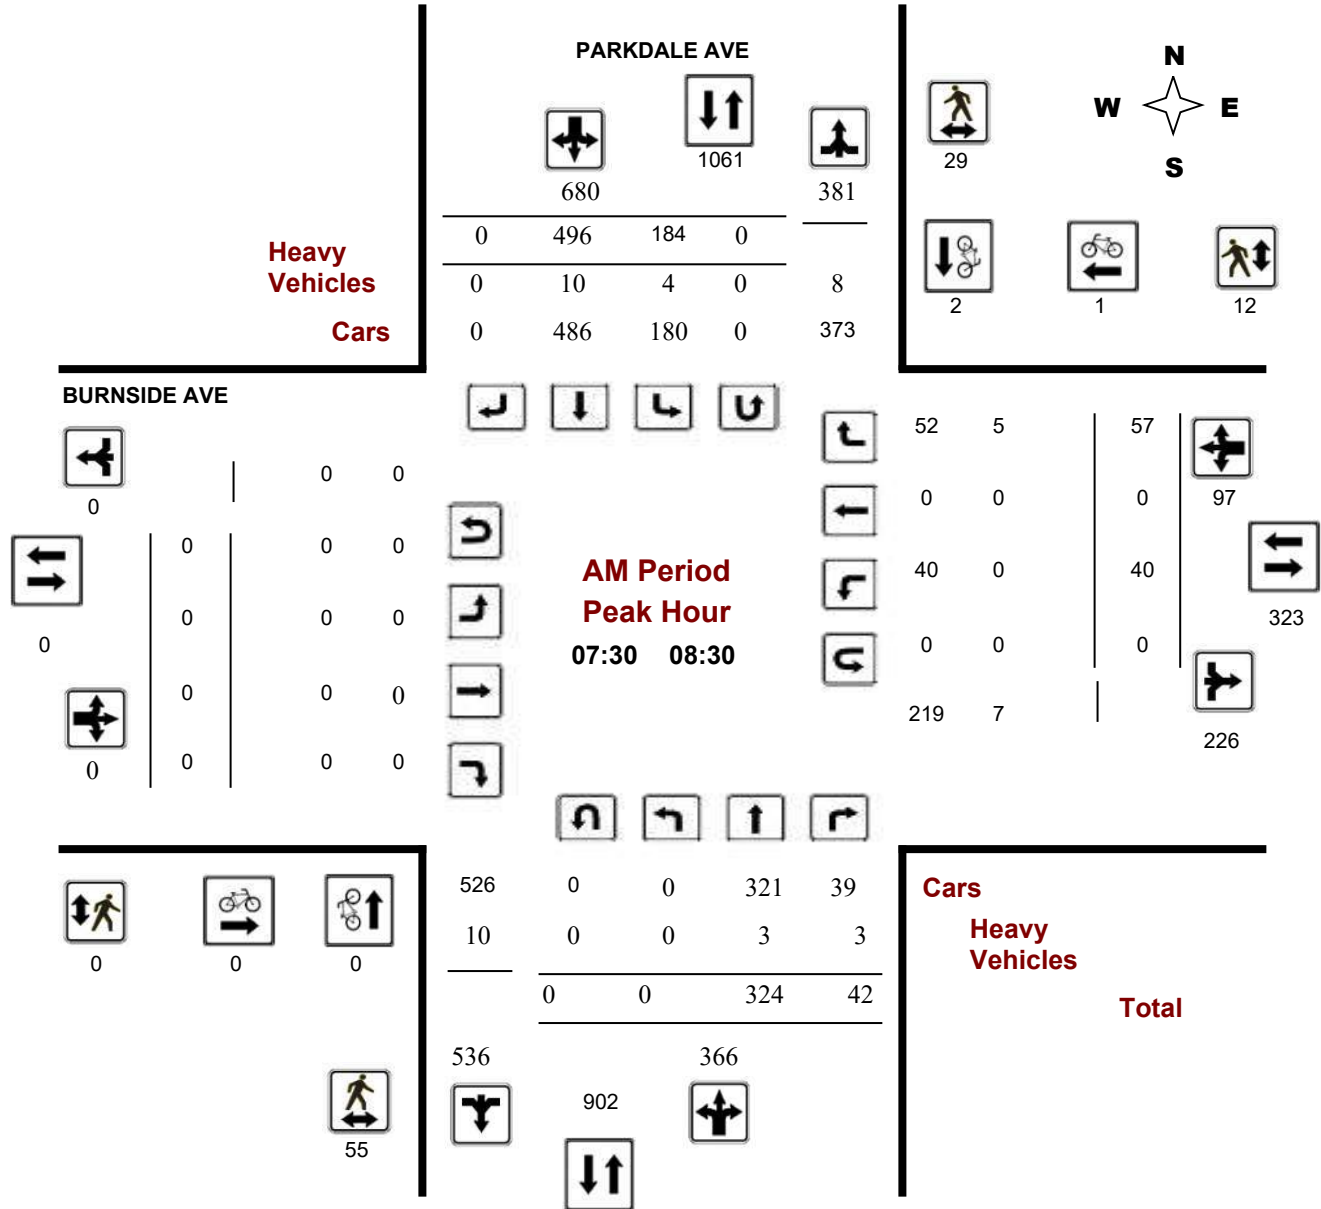 PARKDALE AVE
N
W E
S
1061
29
680 381
0 496 184 0
Heavy
Vehicles
0 10 4 0 8
2 1 12
Cars
0 486 180 0 373
BURNSIDE AVE
52 5 57
0 0
0
0 0 0 97
0 0 0
AM Period
40 0 40
Peak Hour
0 0 0
323
0
07:30 08:30
0 0 0
0 0 0
219 7
226
0
0 0 0
526 0 0 321 39
Cars
10 0 0 3 3
Heavy
Vehicles
0 0 0
0 0 324 42
Total
536 366
902
55